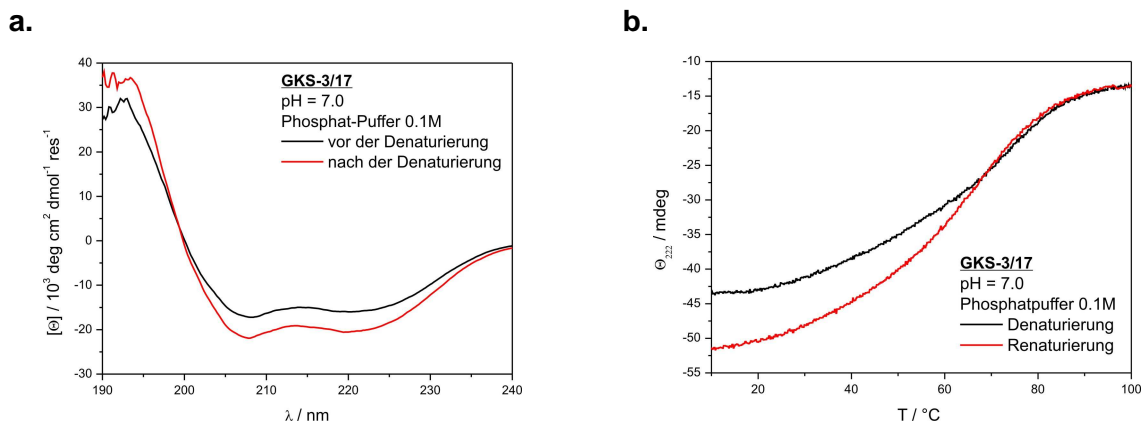 a.
GKS-3/17
pH = 7.0
Phosphat-Puffer 0.1M
vor der Denaturierung
nach der Denaturierung
[Θ] / 10³ deg cm² dmol⁻¹ res⁻¹
40
30
20
10
0
-10
-20
-30
190
200
210
220
230
240
λ / nm
b.
GKS-3/17
pH = 7.0
Phosphatpuffer 0.1M
Denaturierung
Renaturierung
Θ₂₂₂ / mdeg
-10
-15
-20
-25
-30
-35
-40
-45
-50
-55
20
40
60
80
100
T / °C